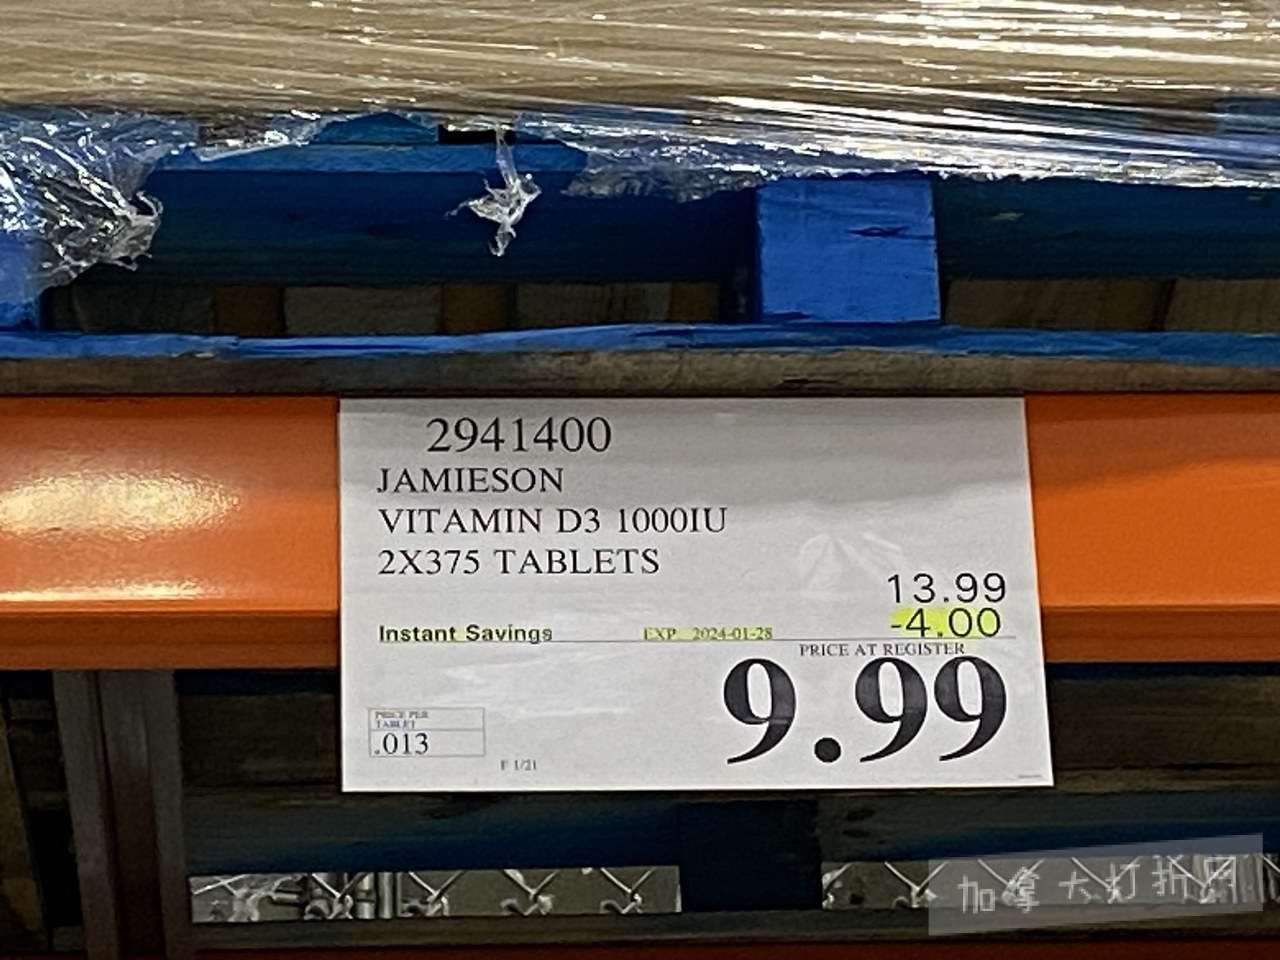 2941400
JAMIESON
VITAMIN D3 1000IU
2X375 TABLETS
13.99
Instant Savings EXP 2024-01-28 -4.00
PRICE AT REGISTER
9.99
PRICE PER
TABLET
.013
F 1/21
加拿大打折网